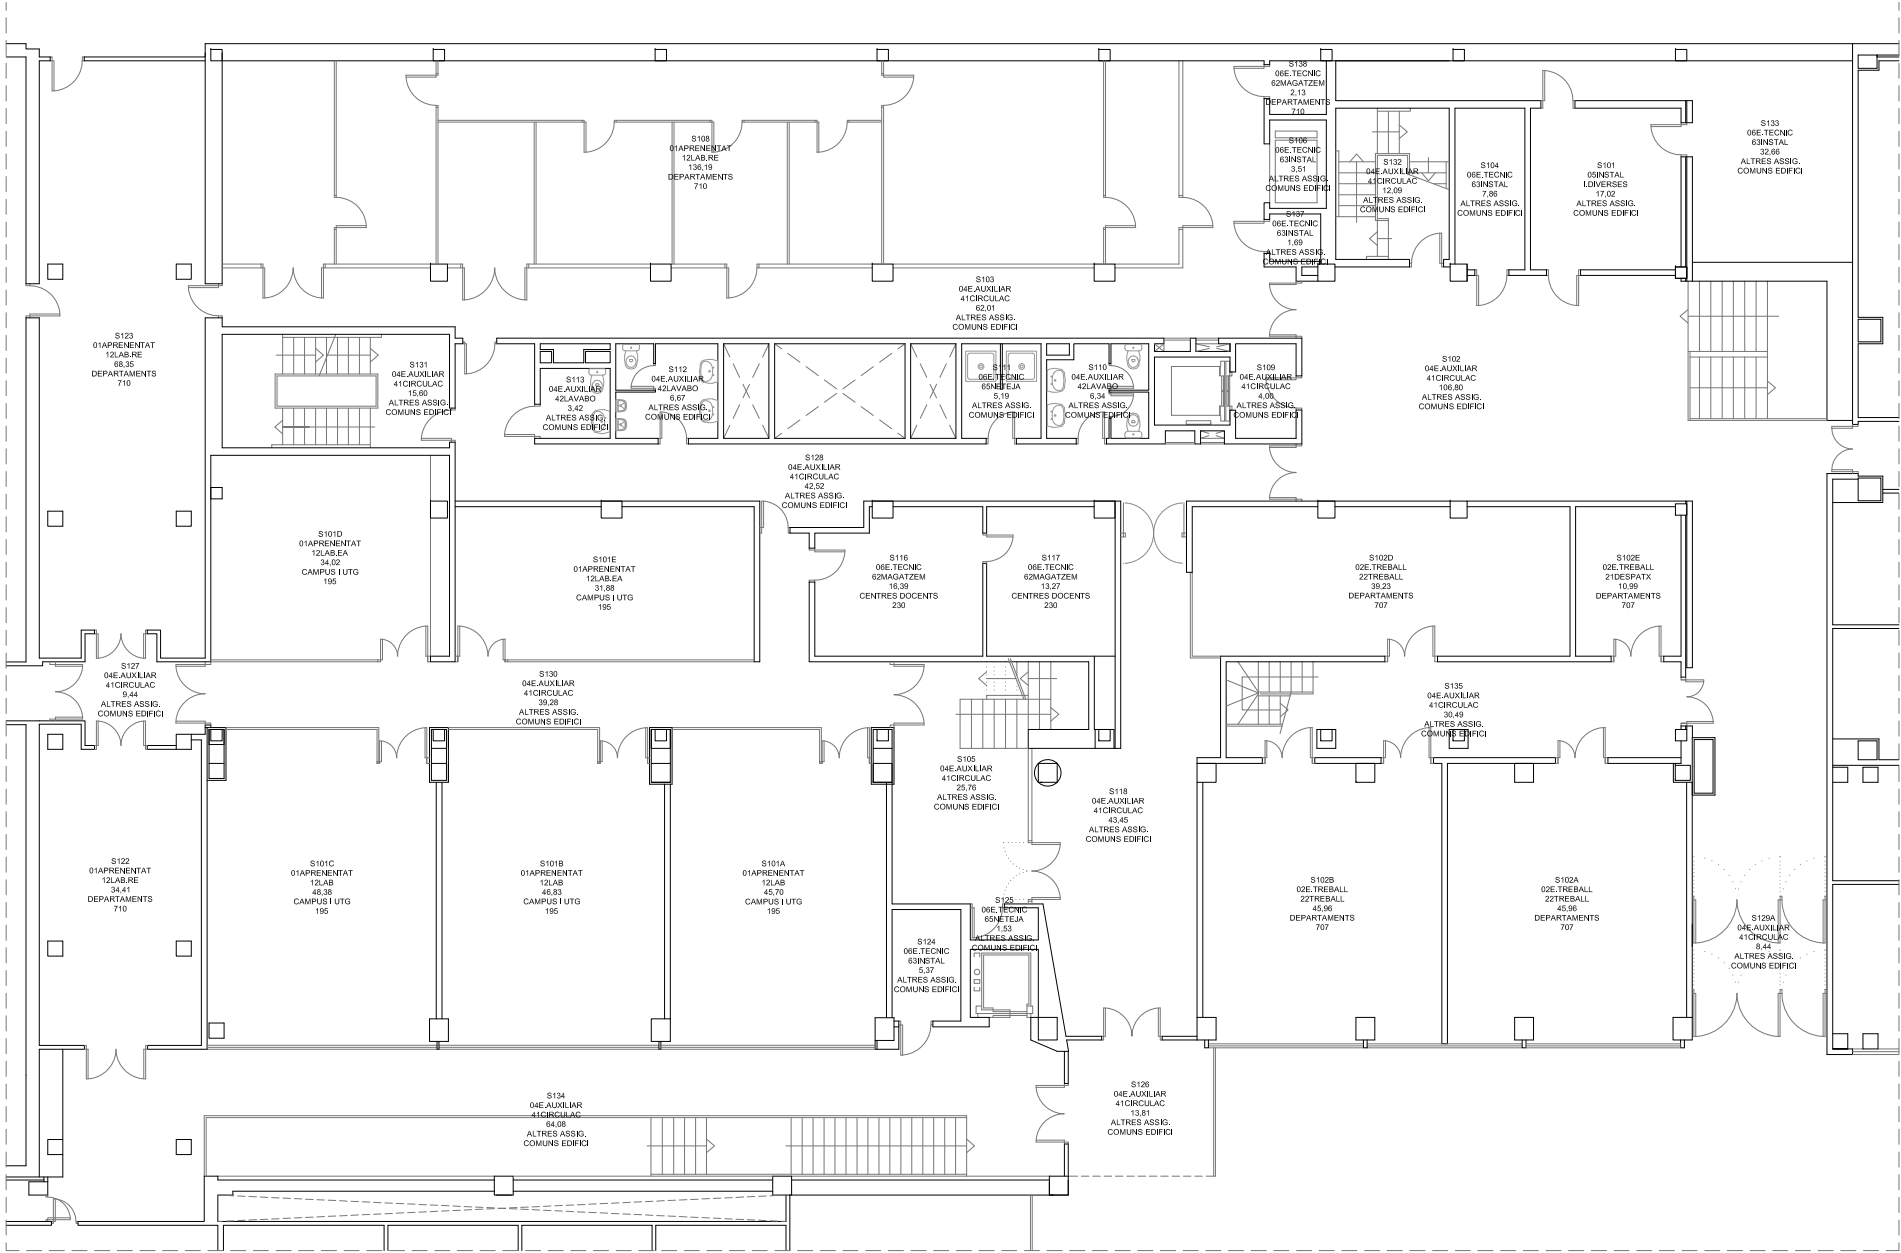 S138
06E.TECNIC
62MAGATZEM
2,13
DEPARTAMENTS
710
S133
06E.TECNIC
63INSTAL
32,66
ALTRES ASSIG.
COMUNS EDIFICI
S108
01APRENENTAT
12LAB.RE
136,19
DEPARTAMENTS
710
S106
06E.TECNIC
63INSTAL
3,51
ALTRES ASSIG.
COMUNS EDIFICI
S132
04E.AUXILIAR
41CIRCULAC
12,09
ALTRES ASSIG.
COMUNS EDIFICI
S104
06E.TECNIC
63INSTAL
7,86
ALTRES ASSIG.
COMUNS EDIFICI
S101
05INSTAL
I.DIVERSES
17,02
ALTRES ASSIG.
COMUNS EDIFICI
S137
06E.TECNIC
63INSTAL
1,69
ALTRES ASSIG.
COMUNS EDIFICI
S103
04E.AUXILIAR
41CIRCULAC
62,01
ALTRES ASSIG.
COMUNS EDIFICI
S123
01APRENENTAT
12LAB.RE
68,35
DEPARTAMENTS
710
S131
04E.AUXILIAR
41CIRCULAC
15,60
ALTRES ASSIG.
COMUNS EDIFICI
S113
04E.AUXILIAR
42LAVABO
3,42
ALTRES ASSIG.
COMUNS EDIFICI
S112
04E.AUXILIAR
42LAVABO
6,67
ALTRES ASSIG.
COMUNS EDIFICI
S111
06E.TECNIC
65NETEJA
5,19
ALTRES ASSIG.
COMUNS EDIFICI
S110
04E.AUXILIAR
42LAVABO
6,34
ALTRES ASSIG.
COMUNS EDIFICI
S109
04E.AUXILIAR
41CIRCULAC
4,00
ALTRES ASSIG.
COMUNS EDIFICI
S102
04E.AUXILIAR
41CIRCULAC
106,80
ALTRES ASSIG.
COMUNS EDIFICI
S128
04E.AUXILIAR
41CIRCULAC
42,52
ALTRES ASSIG.
COMUNS EDIFICI
S101D
01APRENENTAT
12LAB.EA
34,02
CAMPUS I UTG
195
S101E
01APRENENTAT
12LAB.EA
31,88
CAMPUS I UTG
195
S116
06E.TECNIC
62MAGATZEM
16,39
CENTRES DOCENTS
230
S117
06E.TECNIC
62MAGATZEM
13,27
CENTRES DOCENTS
230
S102D
02E.TREBALL
22TREBALL
39,23
DEPARTAMENTS
707
S102E
02E.TREBALL
21DESPATX
10,99
DEPARTAMENTS
707
S127
04E.AUXILIAR
41CIRCULAC
9,44
ALTRES ASSIG.
COMUNS EDIFICI
S130
04E.AUXILIAR
41CIRCULAC
39,28
ALTRES ASSIG.
COMUNS EDIFICI
S135
04E.AUXILIAR
41CIRCULAC
30,49
ALTRES ASSIG.
COMUNS EDIFICI
S105
04E.AUXILIAR
41CIRCULAC
25,76
ALTRES ASSIG.
COMUNS EDIFICI
S118
04E.AUXILIAR
41CIRCULAC
43,45
ALTRES ASSIG.
COMUNS EDIFICI
S122
01APRENENTAT
12LAB.RE
34,41
DEPARTAMENTS
710
S101C
01APRENENTAT
12LAB
48,38
CAMPUS I UTG
195
S101B
01APRENENTAT
12LAB
46,83
CAMPUS I UTG
195
S101A
01APRENENTAT
12LAB
45,70
CAMPUS I UTG
195
S102B
02E.TREBALL
22TREBALL
45,96
DEPARTAMENTS
707
S102A
02E.TREBALL
22TREBALL
45,96
DEPARTAMENTS
707
S125
06E.TECNIC
65NETEJA
1,53
ALTRES ASSIG.
COMUNS EDIFICI
S124
06E.TECNIC
63INSTAL
5,37
ALTRES ASSIG.
COMUNS EDIFICI
S129A
04E.AUXILIAR
41CIRCULAC
8,44
ALTRES ASSIG.
COMUNS EDIFICI
S134
04E.AUXILIAR
41CIRCULAC
64,08
ALTRES ASSIG.
COMUNS EDIFICI
S126
04E.AUXILIAR
41CIRCULAC
13,81
ALTRES ASSIG.
COMUNS EDIFICI